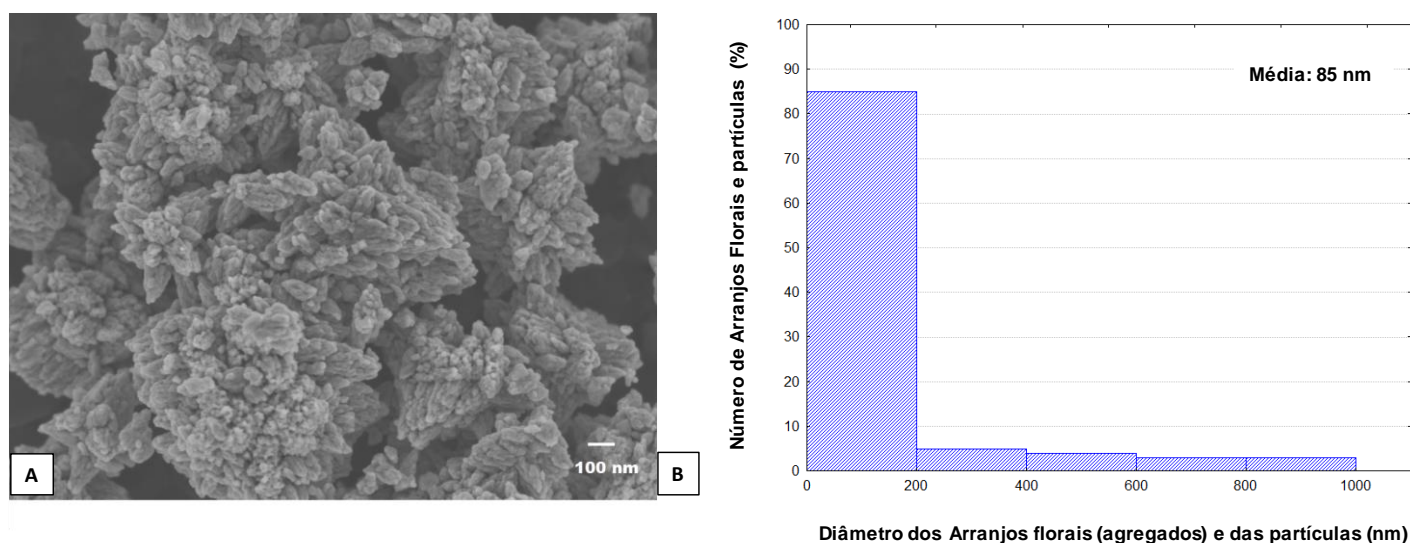 A
100 nm
B
Número de Arranjos Florais e partículas (%)
100
90
80
70
60
50
40
30
20
10
0
Média: 85 nm
0 200 400 600 800 1000
Diâmetro dos Arranjos florais (agregados) e das partículas (nm)